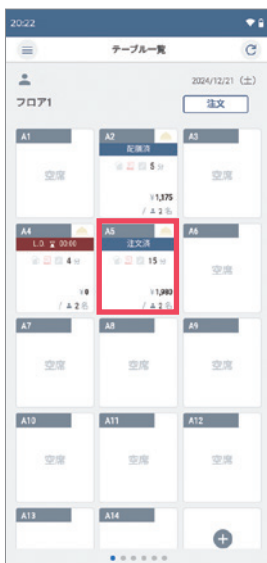 20:22
テーブル一覧
2024/12/21 (土)
フロア1
注文
A1
空席
A2
配膳済
5 分
¥1,175
/ 2名
A3
空席
A4
L.O. 00:00
4 分
¥0
/ 2名
A5
注文済
15 分
¥1,980
/ 2名
A6
空席
A7
空席
A8
空席
A9
空席
A10
空席
A11
空席
A12
空席
A13
A14